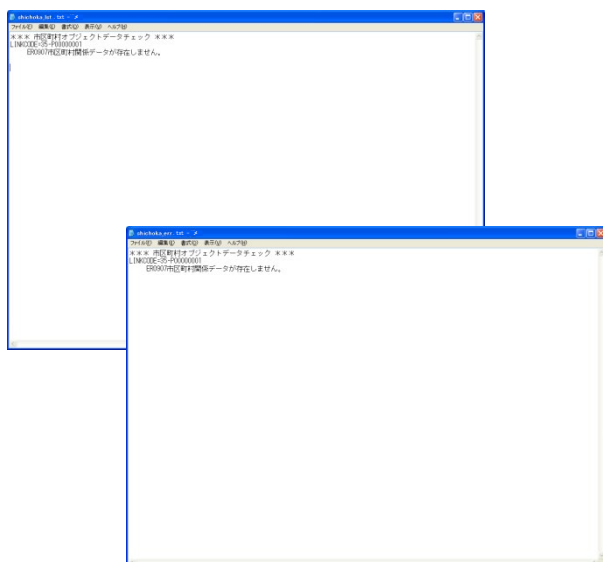 shichoka_lst.txt - メ
ファイル(F) 編集(E) 書式(O) 表示(V) ヘルプ(H)
＊＊＊ 市区町村オブジェクトデータチェック ＊＊＊
LINKCODE=35-P00000001
ER0907市区町村関係データが存在しません。
shichoka_err.txt - メ
ファイル(F) 編集(E) 書式(O) 表示(V) ヘルプ(H)
＊＊＊ 市区町村オブジェクトデータチェック ＊＊＊
LINKCODE=35-P00000001
ER0907市区町村関係データが存在しません。